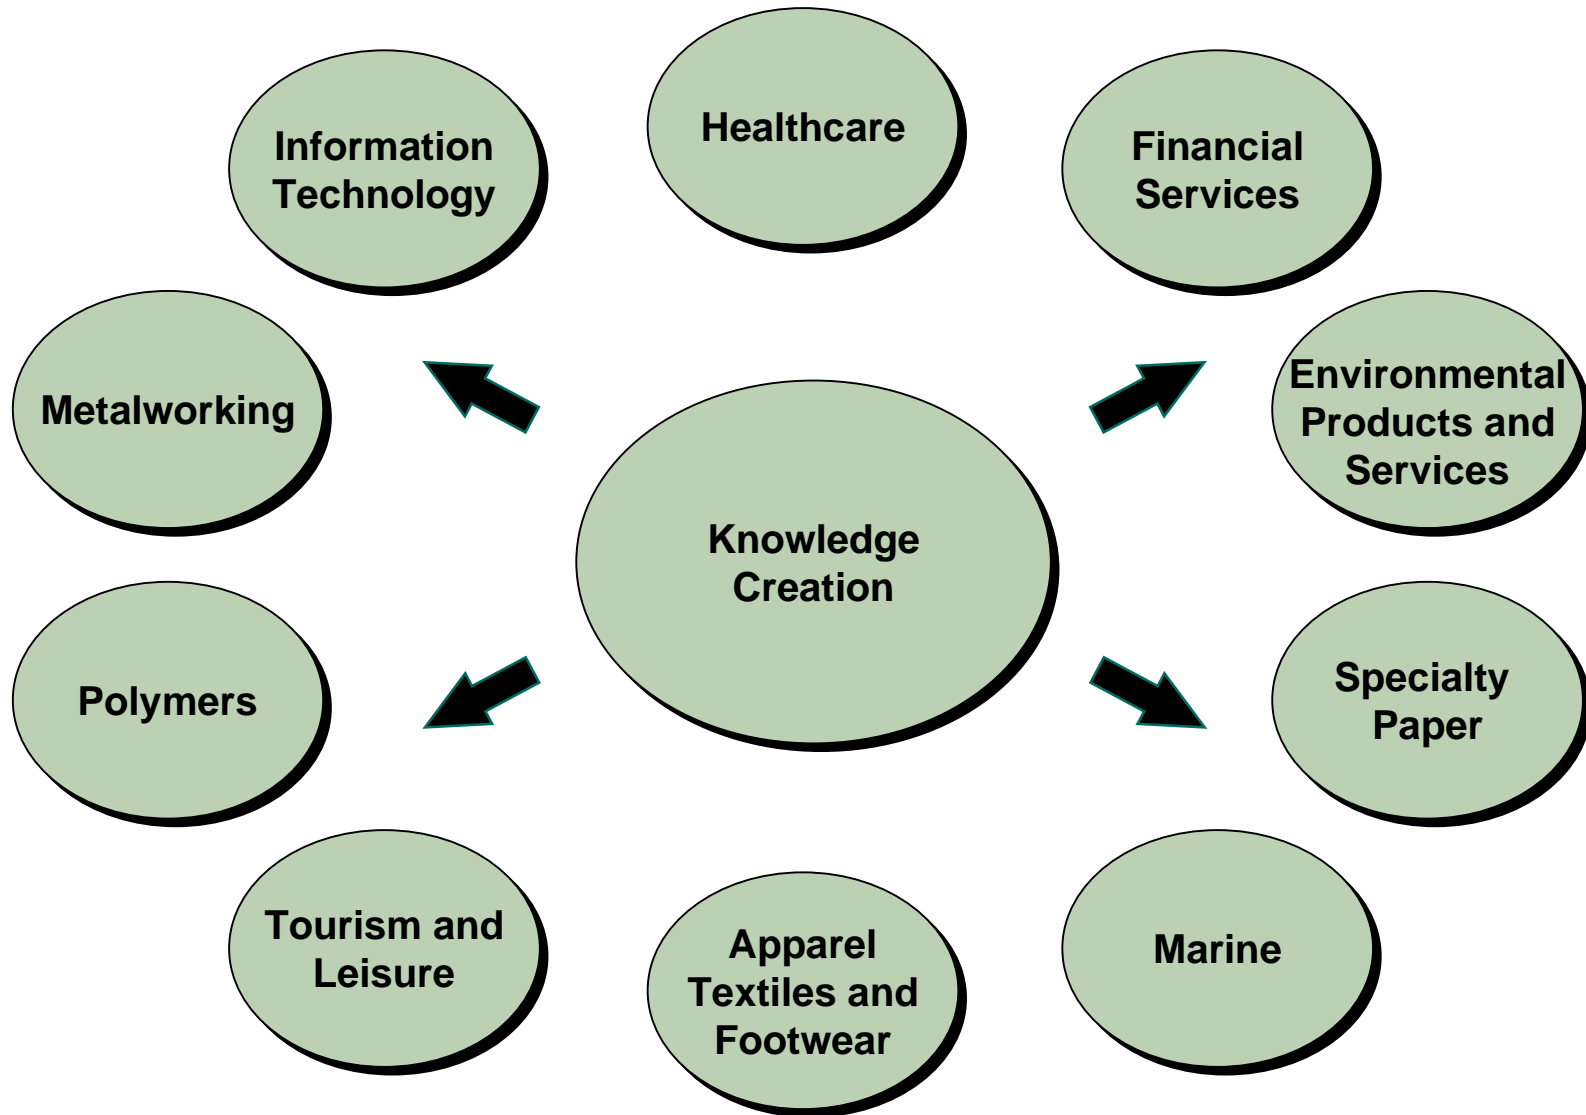 Healthcare
Information
Technology
Financial
Services
Metalworking
Environmental
Products and
Services
Knowledge
Creation
Polymers
Specialty
Paper
Tourism and
Leisure
Apparel
Textiles and
Footwear
Marine